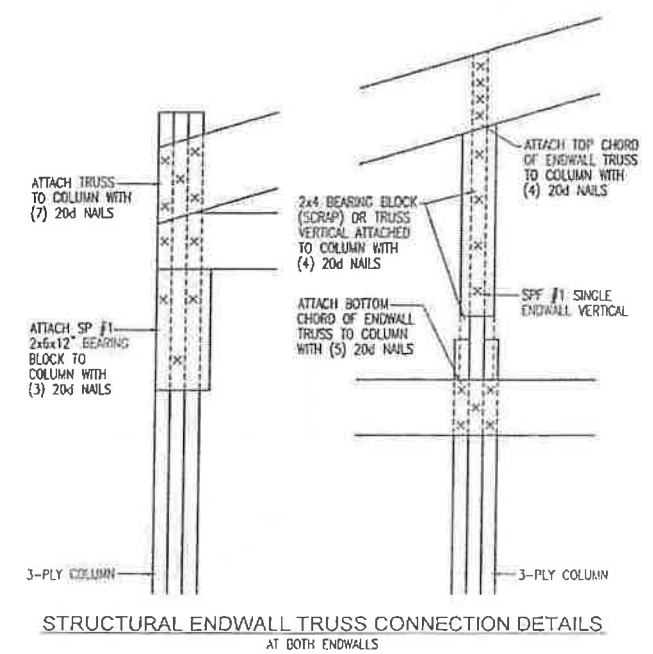 ATTACH TRUSS
TO COLUMN WITH
(7) 20d NAILS
ATTACH SP #1
2x6x12" BEARING
BLOCK TO
COLUMN WITH
(3) 20d NAILS
3-PLY COLUMN
ATTACH TOP CHORD
OF ENDWALL TRUSS
TO COLUMN WITH
(4) 20d NAILS
2x4 BEARING BLOCK
(SCRAP) OR TRUSS
VERTICAL ATTACHED
TO COLUMN WITH
(4) 20d NAILS
SPF #1 SINGLE
ENDWALL VERTICAL
ATTACH BOTTOM
CHORD OF ENDWALL
TRUSS TO COLUMN
WITH (5) 20d NAILS
3-PLY COLUMN
STRUCTURAL ENDWALL TRUSS CONNECTION DETAILS
AT BOTH ENDWALLS